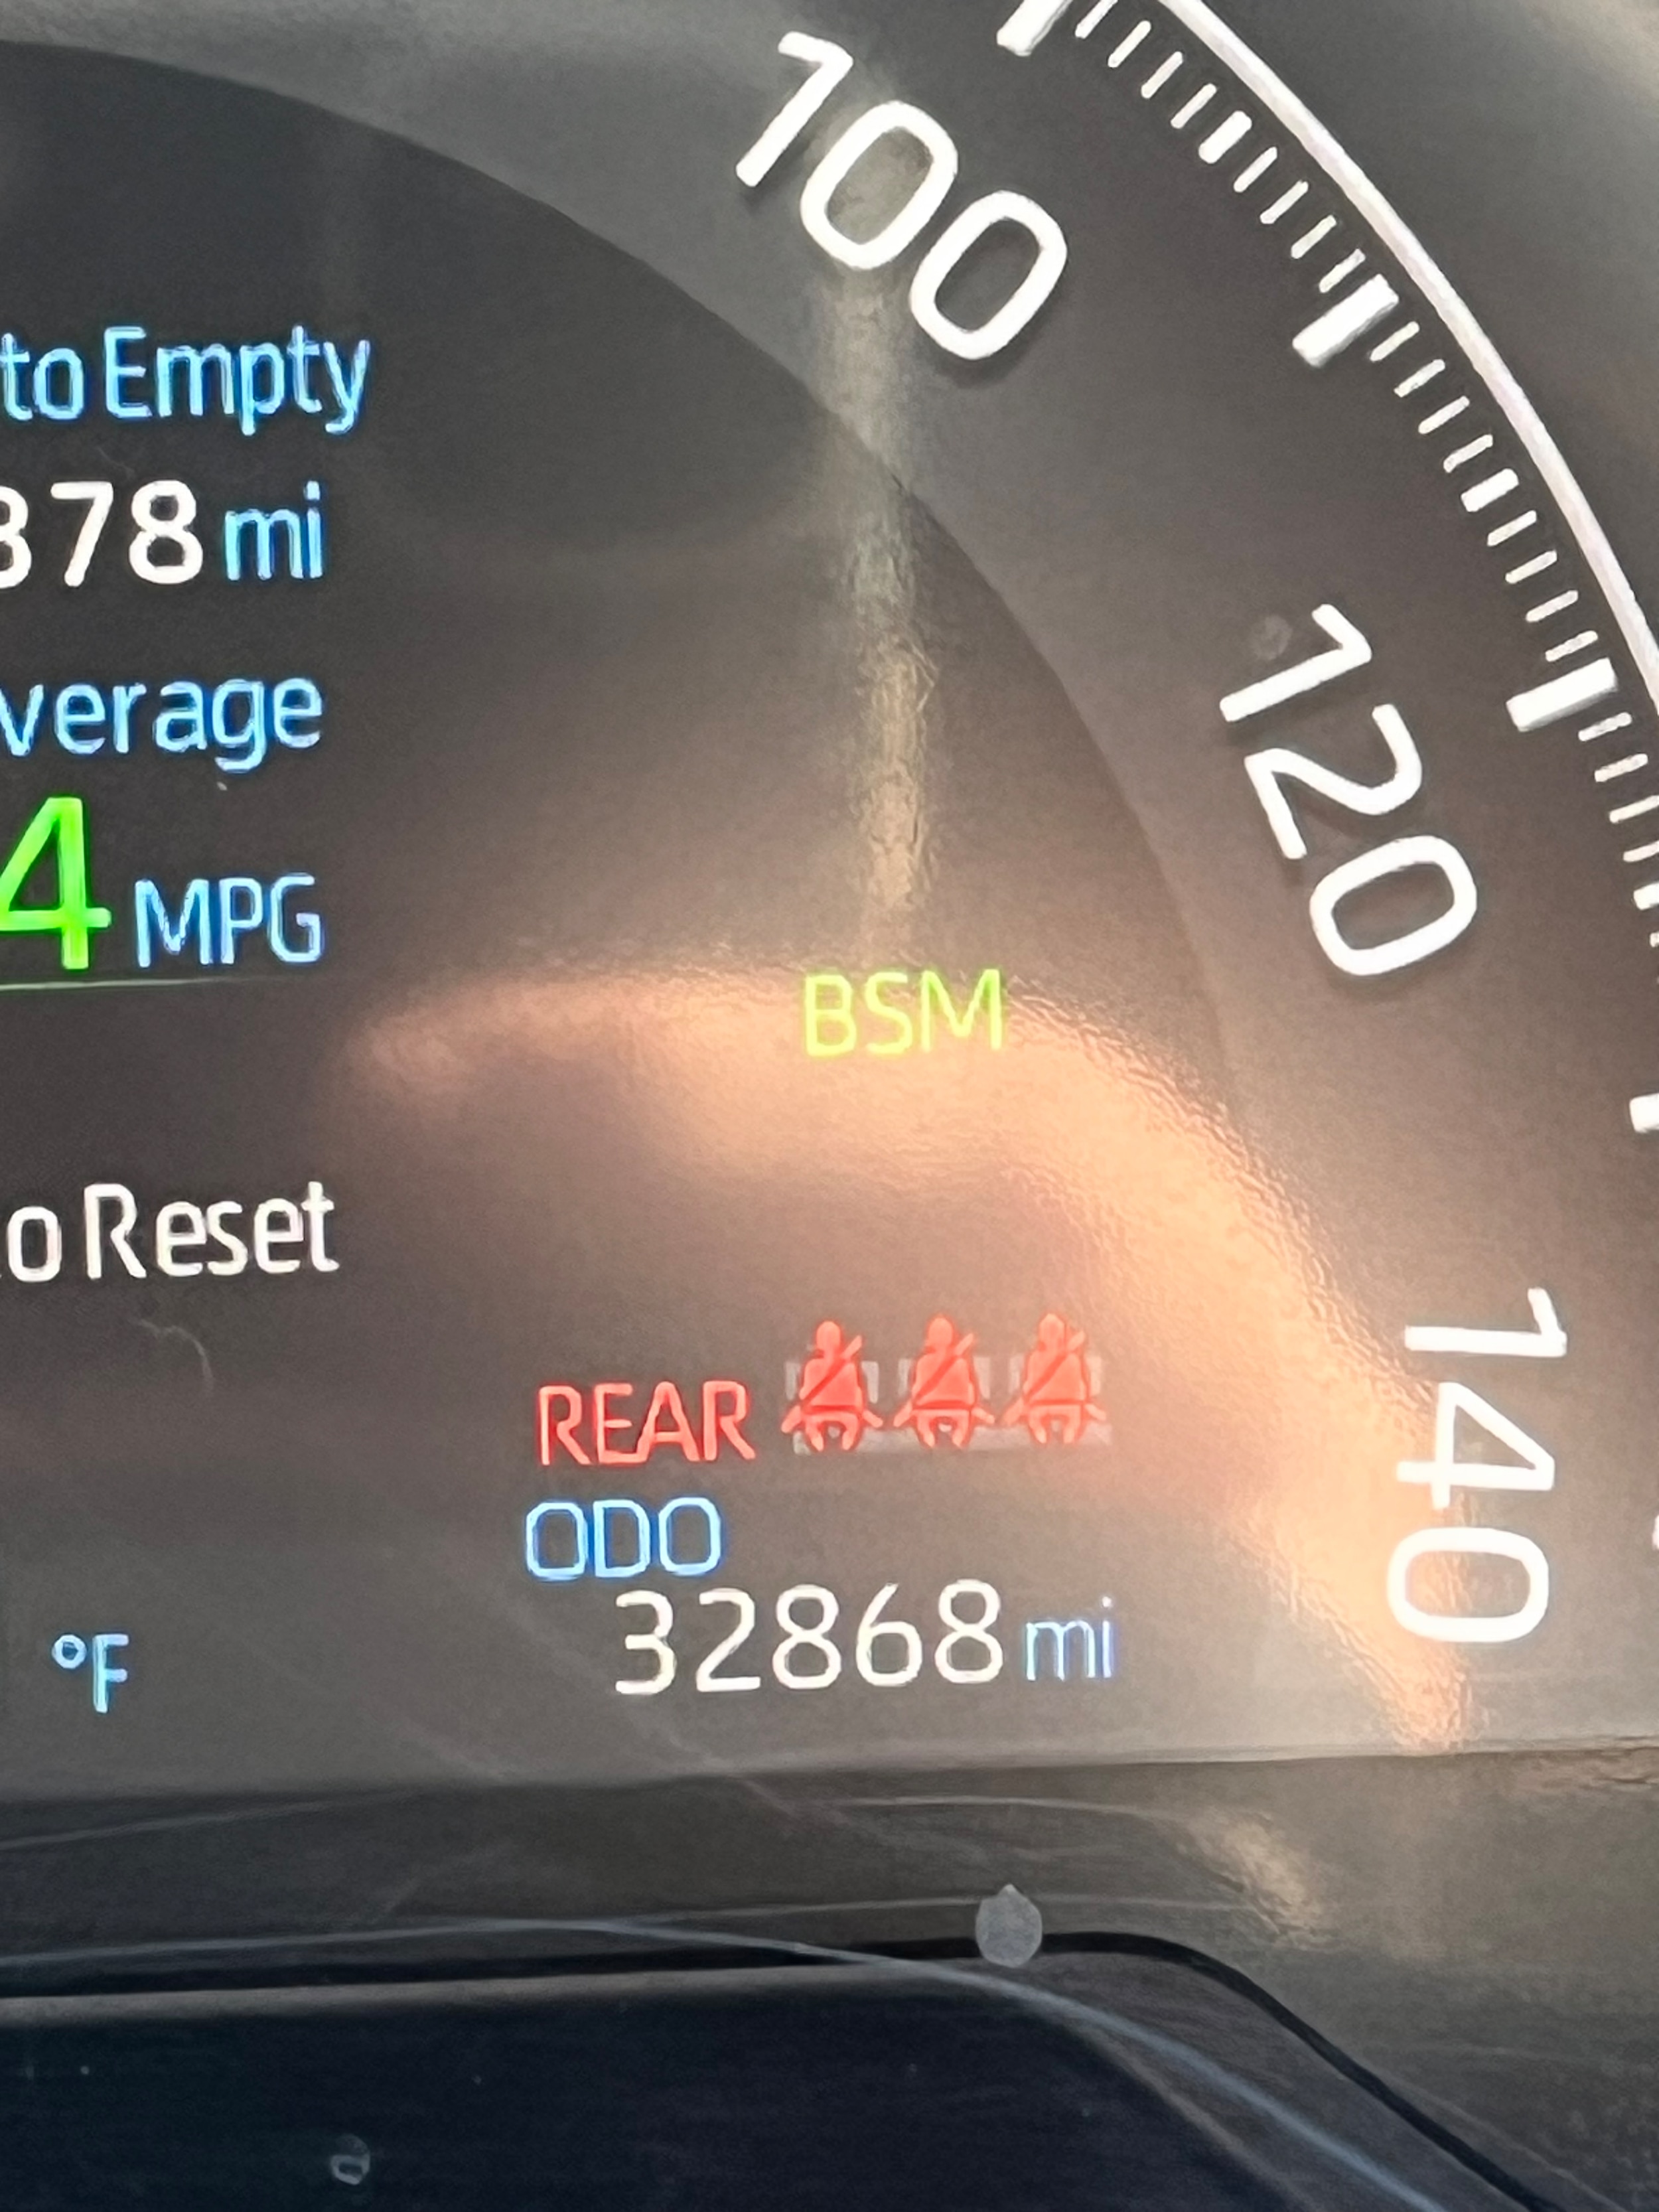 100
to Empty
378 mi
verage
120
4 MPG
BSM
o Reset
140
REAR
ODO
32868 mi
°F